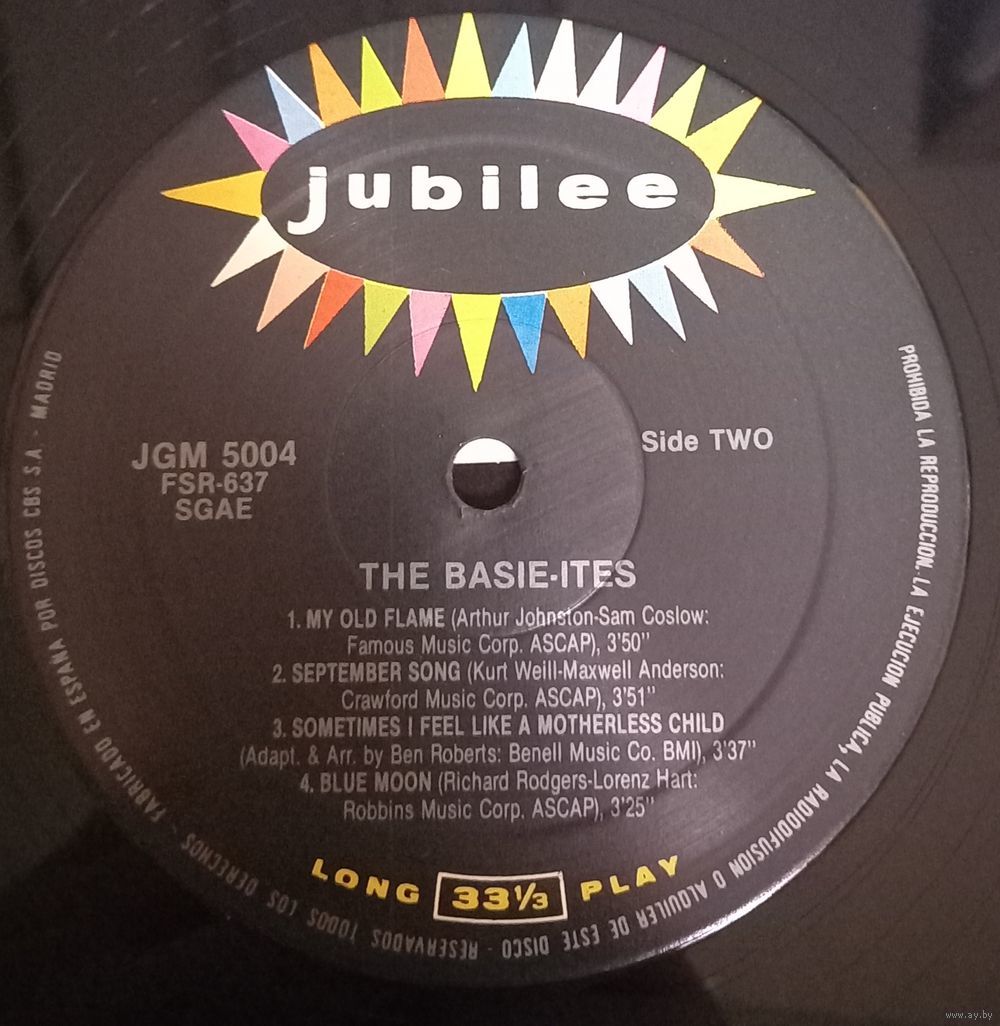 jubilee
JGM 5004
FSR-637
SGAE
Side TWO
THE BASIE-ITES
1. MY OLD FLAME (Arthur Johnston-Sam Coslow:
Famous Music Corp. ASCAP), 3'50"
2. SEPTEMBER SONG (Kurt Weill-Maxwell Anderson:
Crawford Music Corp. ASCAP), 3'51"
3. SOMETIMES I FEEL LIKE A MOTHERLESS CHILD
(Adapt. & Arr. by Ben Roberts: Benell Music Co. BMI), 3'37"
4. BLUE MOON (Richard Rodgers-Lorenz Hart:
Robbins Music Corp. ASCAP), 3'25"
LONG 33⅓ PLAY
PROHIBIDA LA REPRODUCCION. LA EJECUCION PUBLICA, LA RADIODIFUSION O ALQUILER DE ESTE DISCO - RESERVADOS TODOS LOS DERECHOS - FABRICADO EN ESPAÑA POR DISCOS CBS S.A - MADRID
www.ay.by